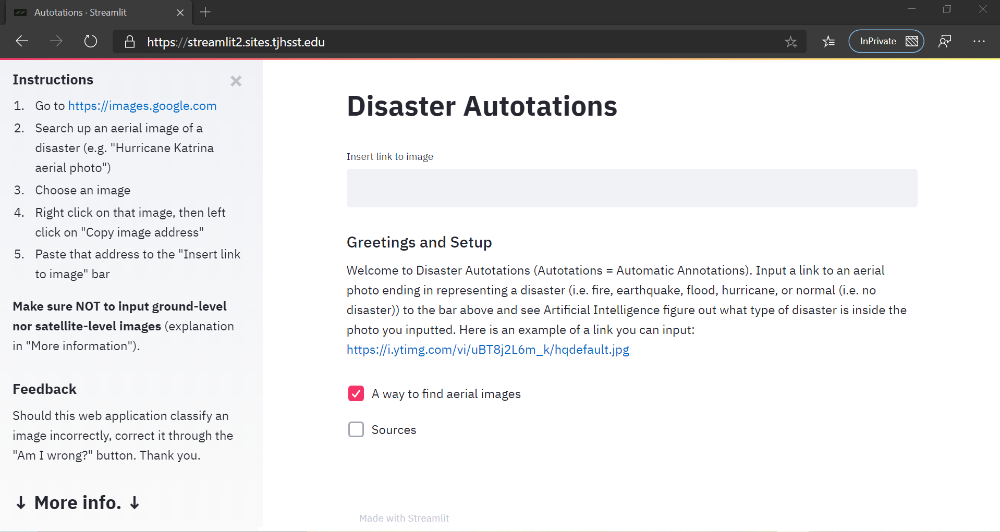 Autotations · Streamlit
https://streamlit2.sites.tjhsst.edu
InPrivate
Instructions
1. Go to https://images.google.com
2. Search up an aerial image of a
disaster (e.g. "Hurricane Katrina
aerial photo")
3. Choose an image
4. Right click on that image, then left
click on "Copy image address"
5. Paste that address to the "Insert link
to image" bar
Make sure NOT to input ground-level
nor satellite-level images (explanation
in "More information").
Feedback
Should this web application classify an
image incorrectly, correct it through the
"Am I wrong?" button. Thank you.
↓ More info. ↓
Disaster Autotations
Insert link to image
Greetings and Setup
Welcome to Disaster Autotations (Autotations = Automatic Annotations). Input a link to an aerial
photo ending in representing a disaster (i.e. fire, earthquake, flood, hurricane, or normal (i.e. no
disaster)) to the bar above and see Artificial Intelligence figure out what type of disaster is inside the
photo you inputted. Here is an example of a link you can input:
https://i.ytimg.com/vi/uBT8j2L6m_k/hqdefault.jpg
A way to find aerial images
Sources
Made with Streamlit